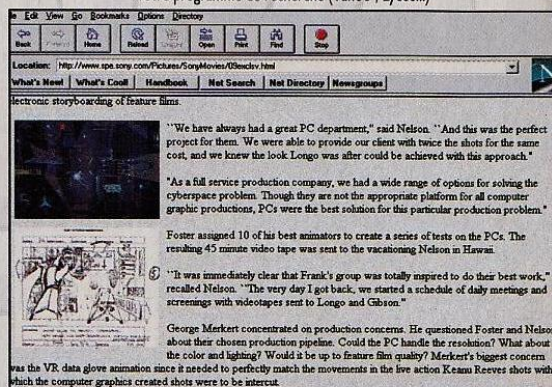 e Edit View Go Bookmarks Options Directory
Back Home Reload Open Print Find Stop
Location: http://www.spe.sony.com/Pictures/SonyMovies/09exclsv.html
What's New! What's Cool! Handbook Net Search Net Directory Newsgroups
lectronic storyboarding of feature films.
``We have always had a great PC department," said Nelson. ``And this was the perfect
project for them. We were able to provide our client with twice the shots for the same
cost, and we knew the look Longo was after could be achieved with this approach."
"As a full service production company, we had a wide range of options for solving the
cyberspace problem. Though they are not the appropriate platform for all computer
graphic productions, PCs were the best solution for this particular production problem."
Foster assigned 10 of his best animators to create a series of tests on the PCs. The
resulting 45 minute video tape was sent to the vacationing Nelson in Hawaii.
``It was immediately clear that Frank's group was totally inspired to do their best work,"
recalled Nelson. ``The very day I got back, we started a schedule of daily meetings and
screenings with videotapes sent to Longo and Gibson."
George Merkert concentrated on production concerns. He questioned Foster and Nelso
about their chosen production pipeline. Could the PC handle the resolution? What about
the color and lighting? Would it be up to feature film quality? Merkert's biggest concern
was the VR data glove animation since it needed to perfectly match the movements in the live action Keanu Reeves shots with
which the computer graphics created shots were to be intercut.